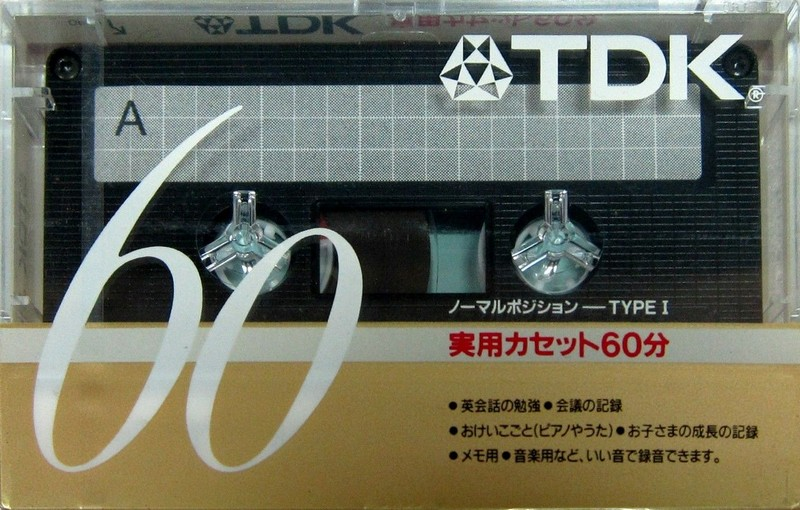 TDK®
A
60
ノーマルポジション—TYPE I
実用カセット60分
●英会話の勉強●会議の記録
●おけいこごと(ピアノやうた)●お子さまの成長の記録
●メモ用●音楽用など、いい音で録音できます。